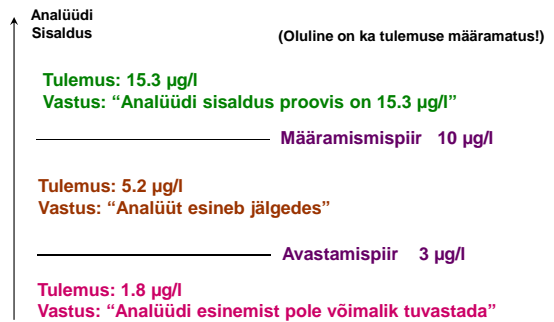 Analüüdi
Sisaldus
(Oluline on ka tulemuse määramatus!)
Tulemus: 15.3 µg/l
Vastus: “Analüüdi sisaldus proovis on 15.3 µg/l”
Määramismispiir 10 µg/l
Tulemus: 5.2 µg/l
Vastus: “Analüüt esineb jälgedes”
Avastamispiir 3 µg/l
Tulemus: 1.8 µg/l
Vastus: “Analüüdi esinemist pole võimalik tuvastada”